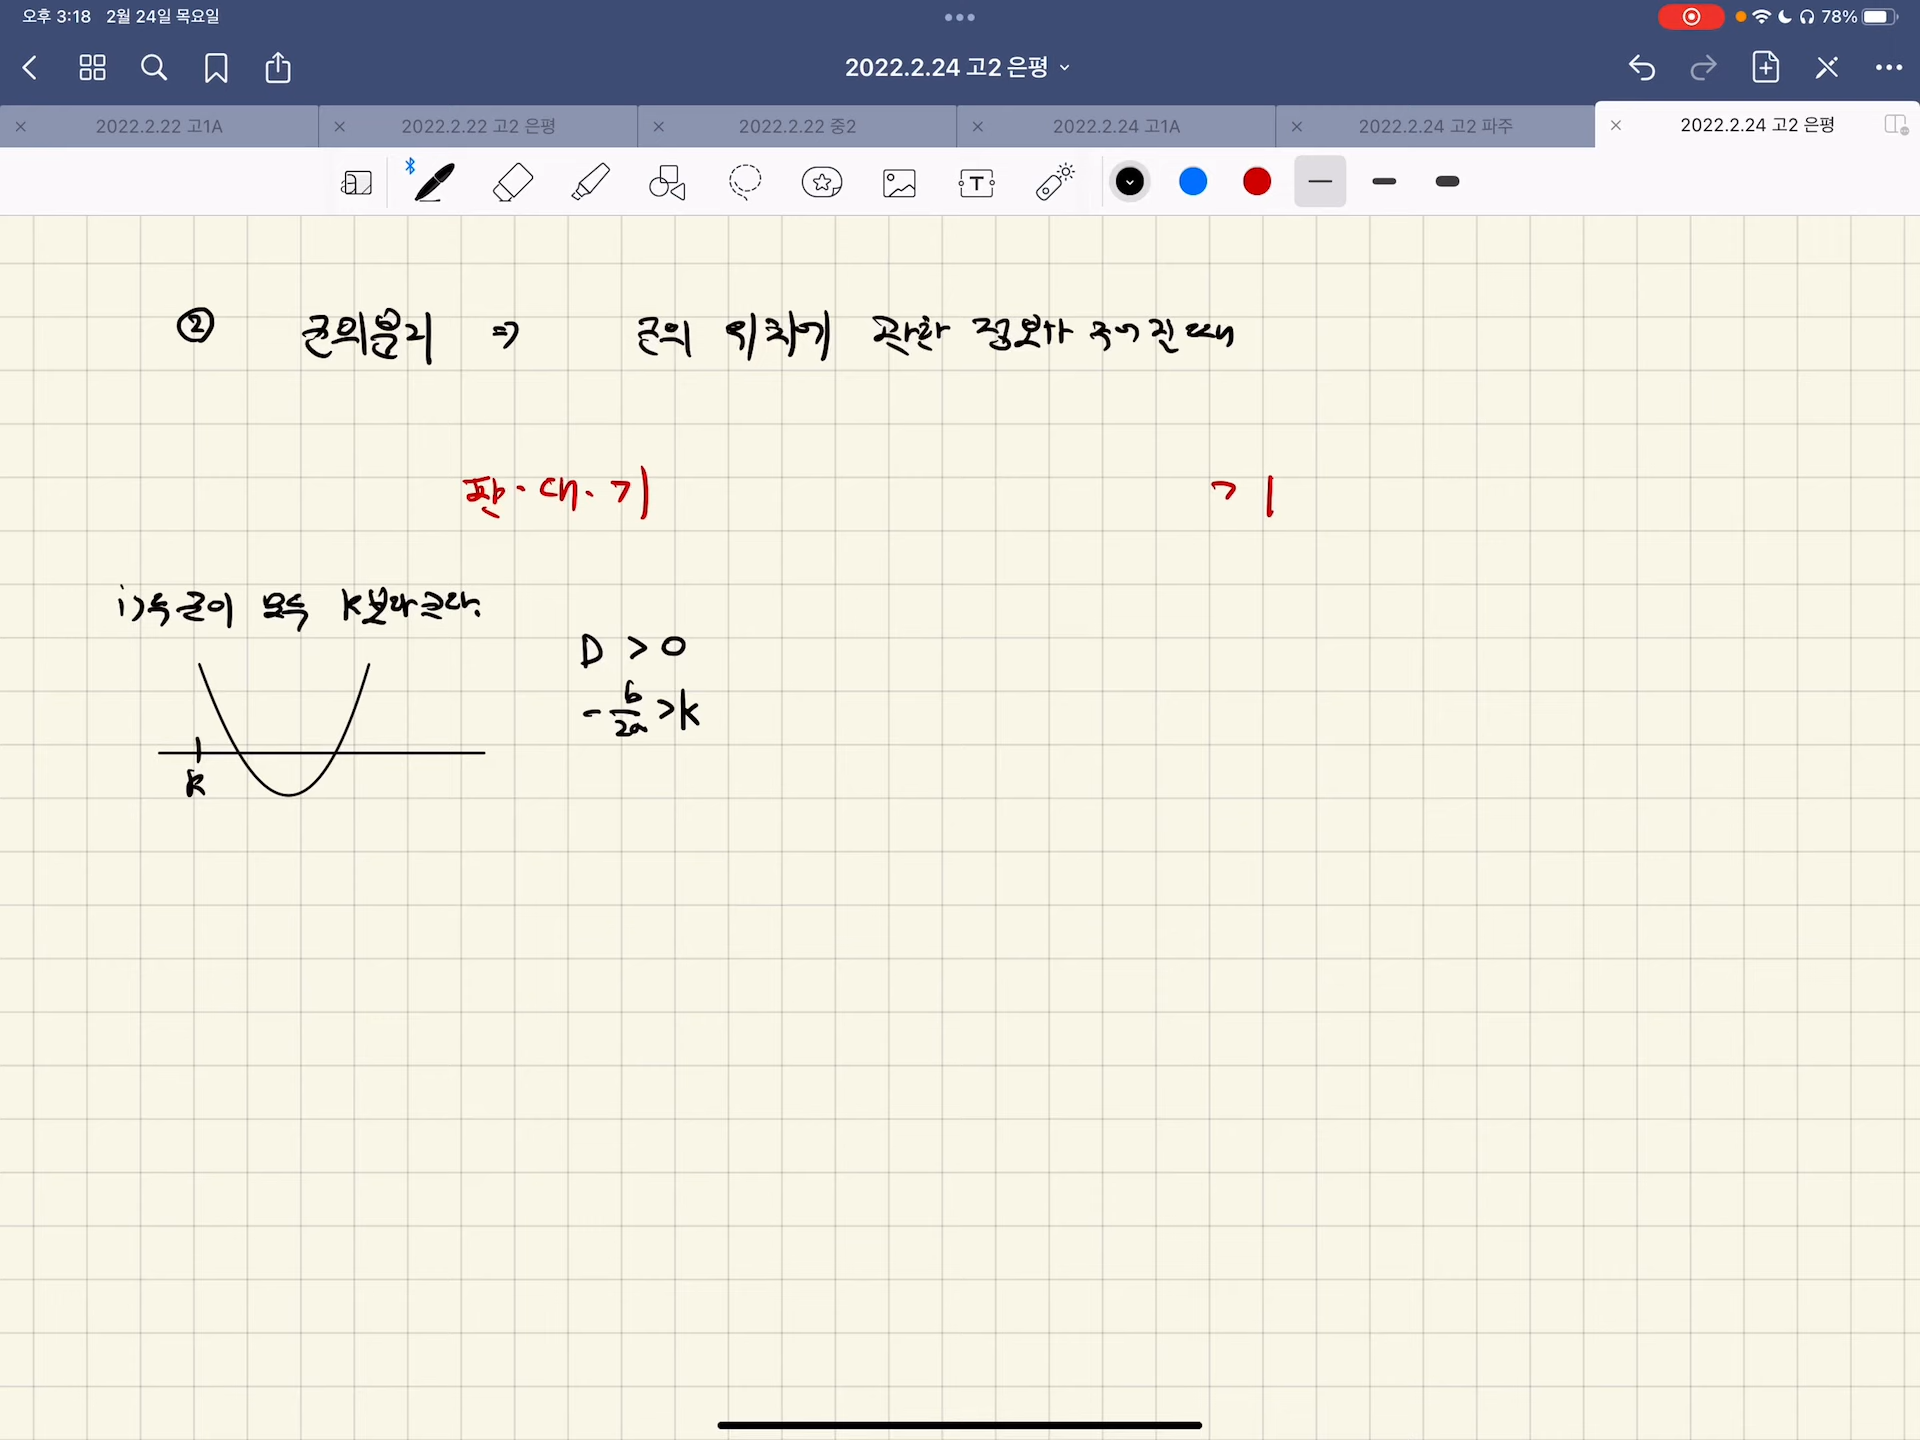 오후 3:18 2월 24일 목요일
78%
2022.2.24 고2 은평
2022.2.22 고1A
2022.2.22 고2 은평
2022.2.22 중2
2022.2.24 고1A
2022.2.24 고2 파주
2022.2.24 고2 은평
② 근의분리 ⇒ 근의 위치에 관한 정보가 주어진때
판·대·기 기
i) 두근이 모두 k보다크다.
D > 0
-b/2a > k
k